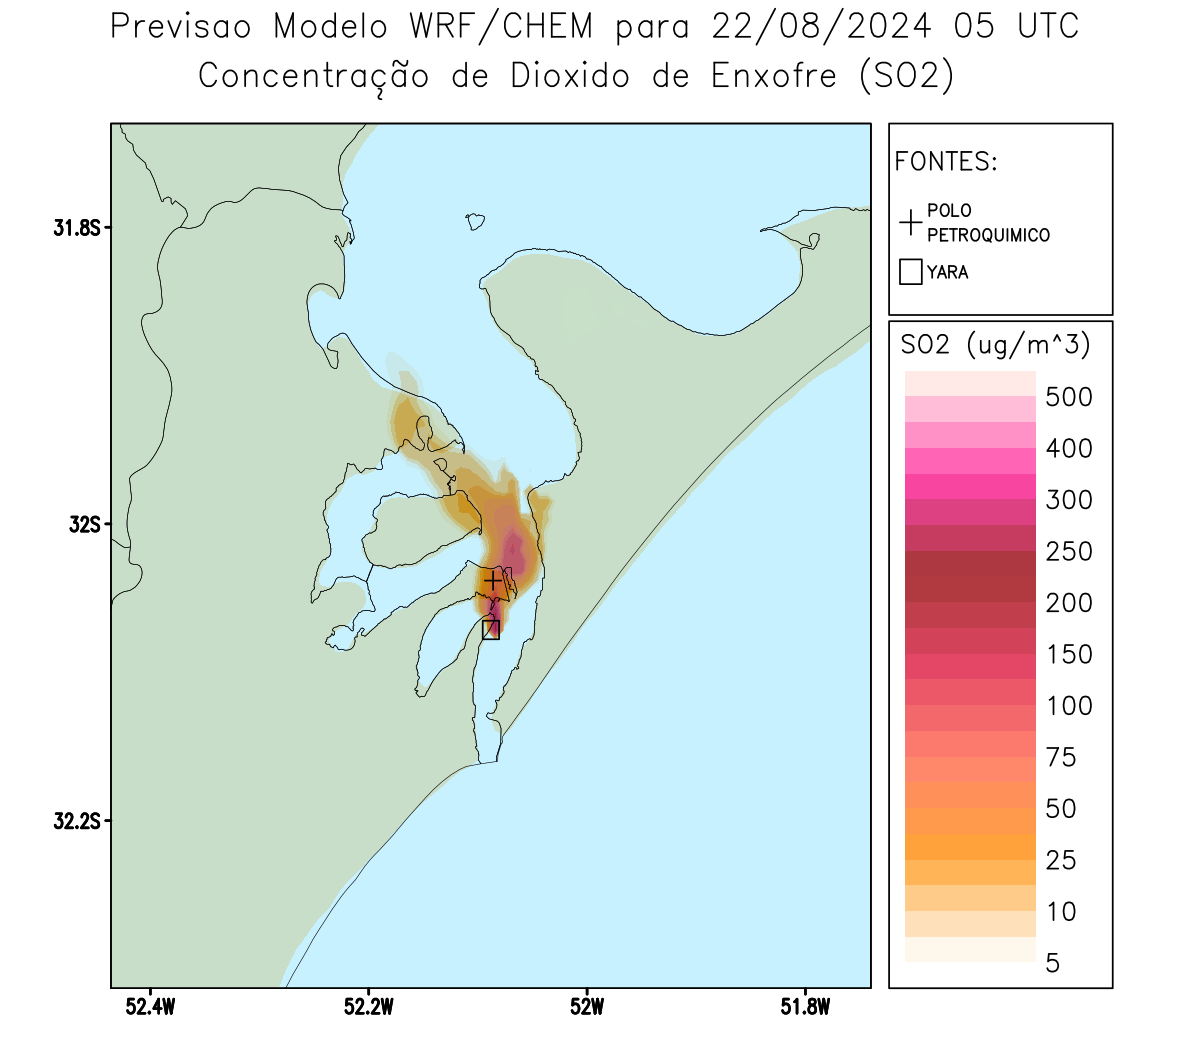 Previsao Modelo WRF/CHEM para 22/08/2024 05 UTC
Concentração de Dioxido de Enxofre (SO2)
FONTES:
POLO
PETROQUIMICO
YARA
SO2 (ug/m^3)
500
400
300
250
200
150
100
75
50
25
10
5
31.8S
32S
32.2S
52.4W
52.2W
52W
51.8W